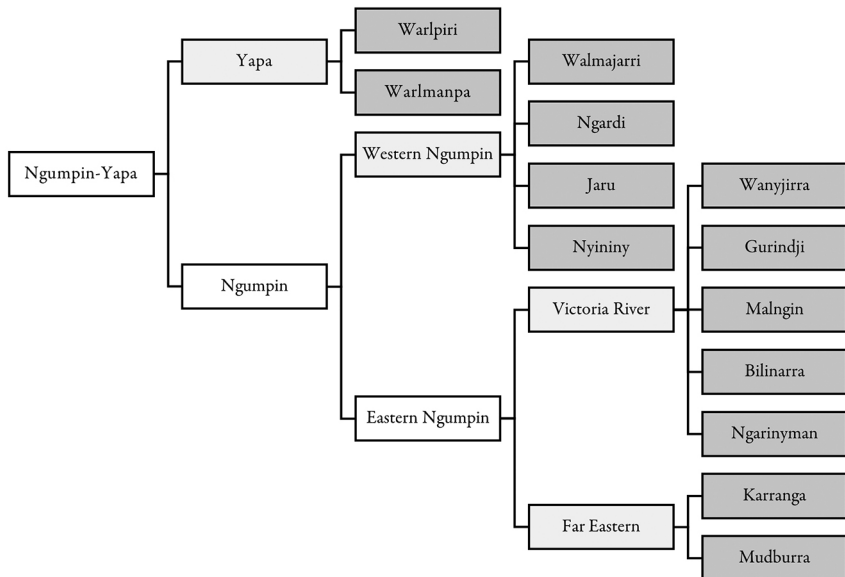 Warlpiri
Yapa
Walmajarri
Warlmanpa
Ngardi
Western Ngumpin
Ngumpin-Yapa
Jaru
Wanyjirra
Nyininy
Gurindji
Ngumpin
Victoria River
Malngin
Bilinarra
Eastern Ngumpin
Ngarinyman
Karranga
Far Eastern
Mudburra